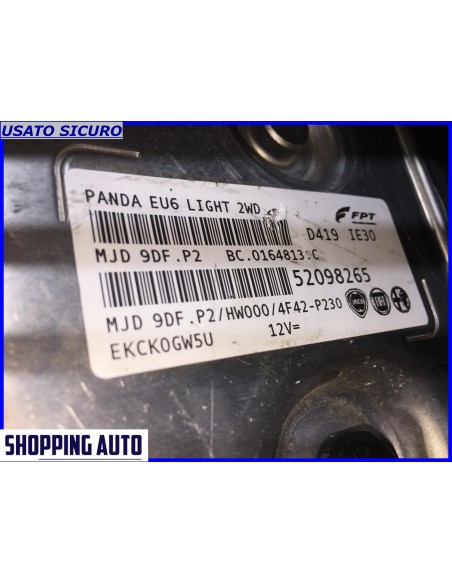 USATO SICURO
PANDA EU6 LIGHT 2WD
FPT
D419 IE30
MJD 9DF.P2
52098265
MJD 9DF.P2/HW000/4F42-P230
FIAT
EKCK0GW5U
12V=
SHOPPING AUTO